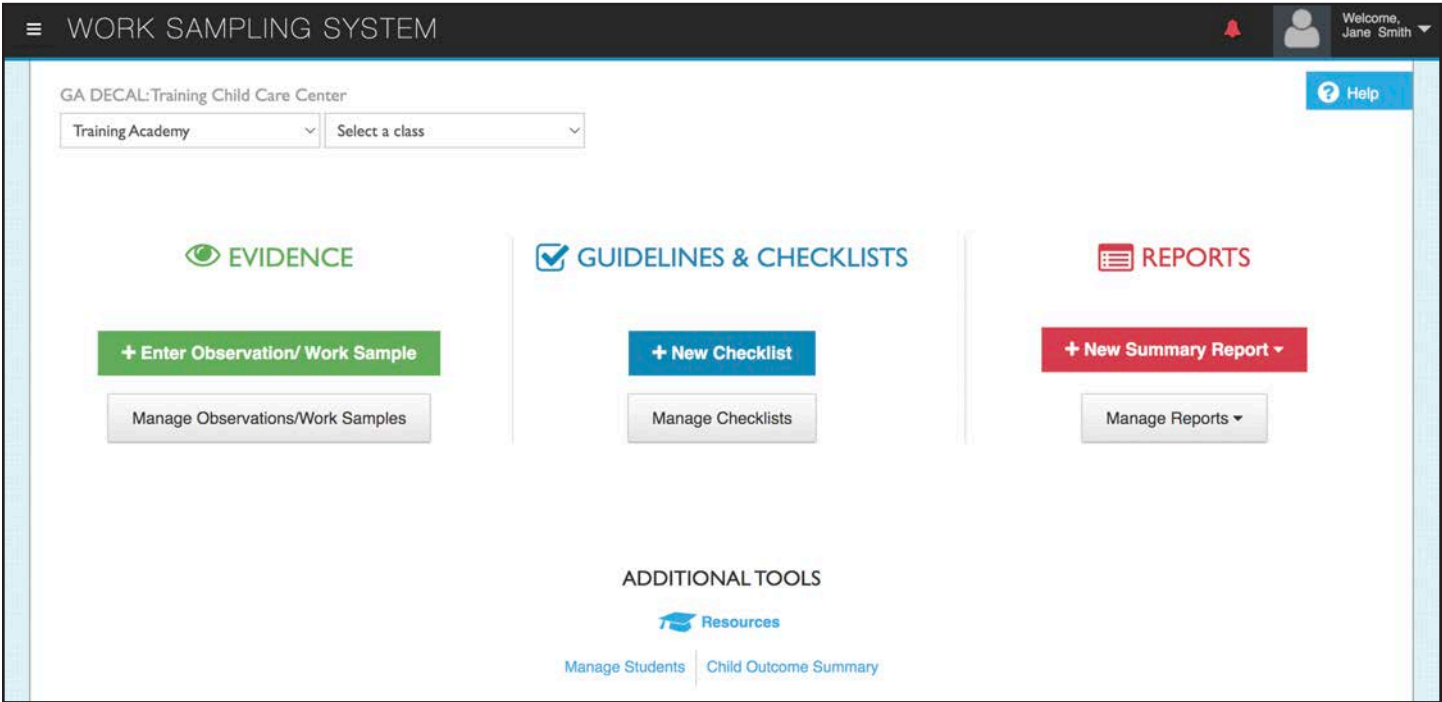 WORK SAMPLING SYSTEM
Welcome,
Jane Smith
GA DECAL:Training Child Care Center
Help
Training Academy
Select a class
EVIDENCE
GUIDELINES & CHECKLISTS
REPORTS
+ Enter Observation/ Work Sample
+ New Checklist
+ New Summary Report
Manage Observations/Work Samples
Manage Checklists
Manage Reports
ADDITIONAL TOOLS
Resources
Manage Students
Child Outcome Summary